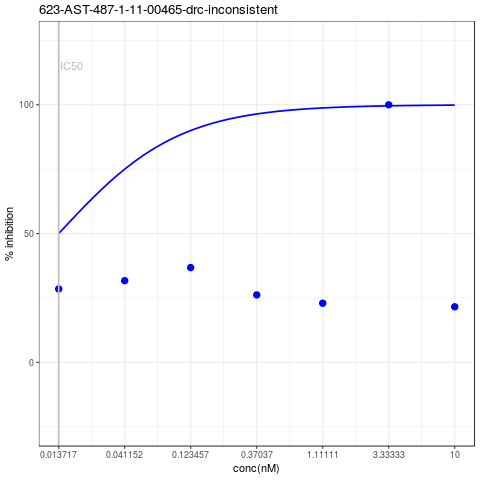 623-AST-487-1-11-00465-drc-inconsistent
IC50
100
50
0
% inhibition
0.013717 0.041152 0.123457 0.37037 1.11111 3.33333 10
conc(nM)